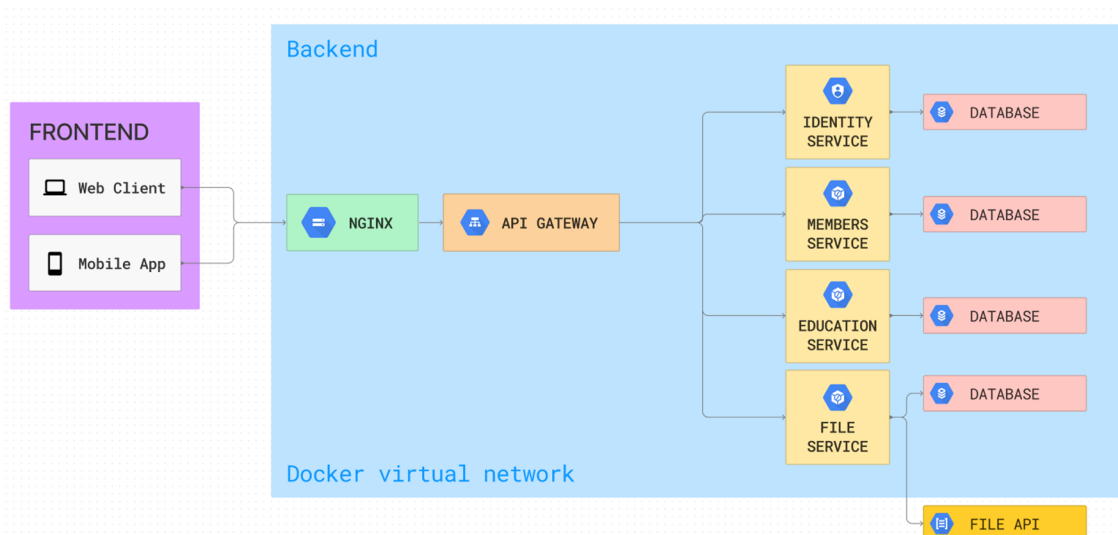 Backend
FRONTEND
Web Client
Mobile App
NGINX
API GATEWAY
IDENTITY
SERVICE
DATABASE
MEMBERS
SERVICE
DATABASE
EDUCATION
SERVICE
DATABASE
FILE
SERVICE
DATABASE
Docker virtual network
FILE API